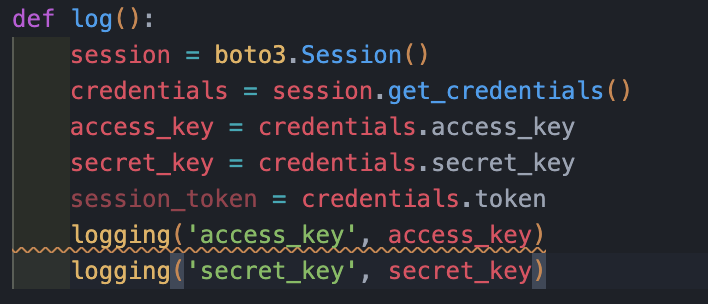 def log():
    session = boto3.Session()
    credentials = session.get_credentials()
    access_key = credentials.access_key
    secret_key = credentials.secret_key
    session_token = credentials.token
    logging('access_key', access_key)
    logging('secret_key', secret_key)